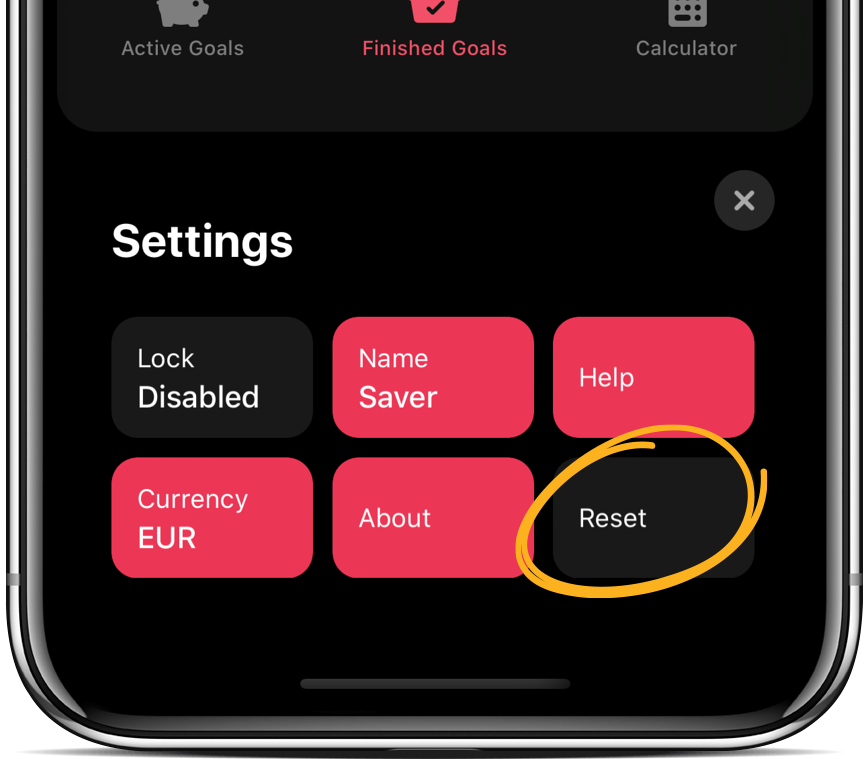 Active Goals
Finished Goals
Calculator
Settings
Lock
Disabled
Name
Saver
Help
Currency
EUR
About
Reset